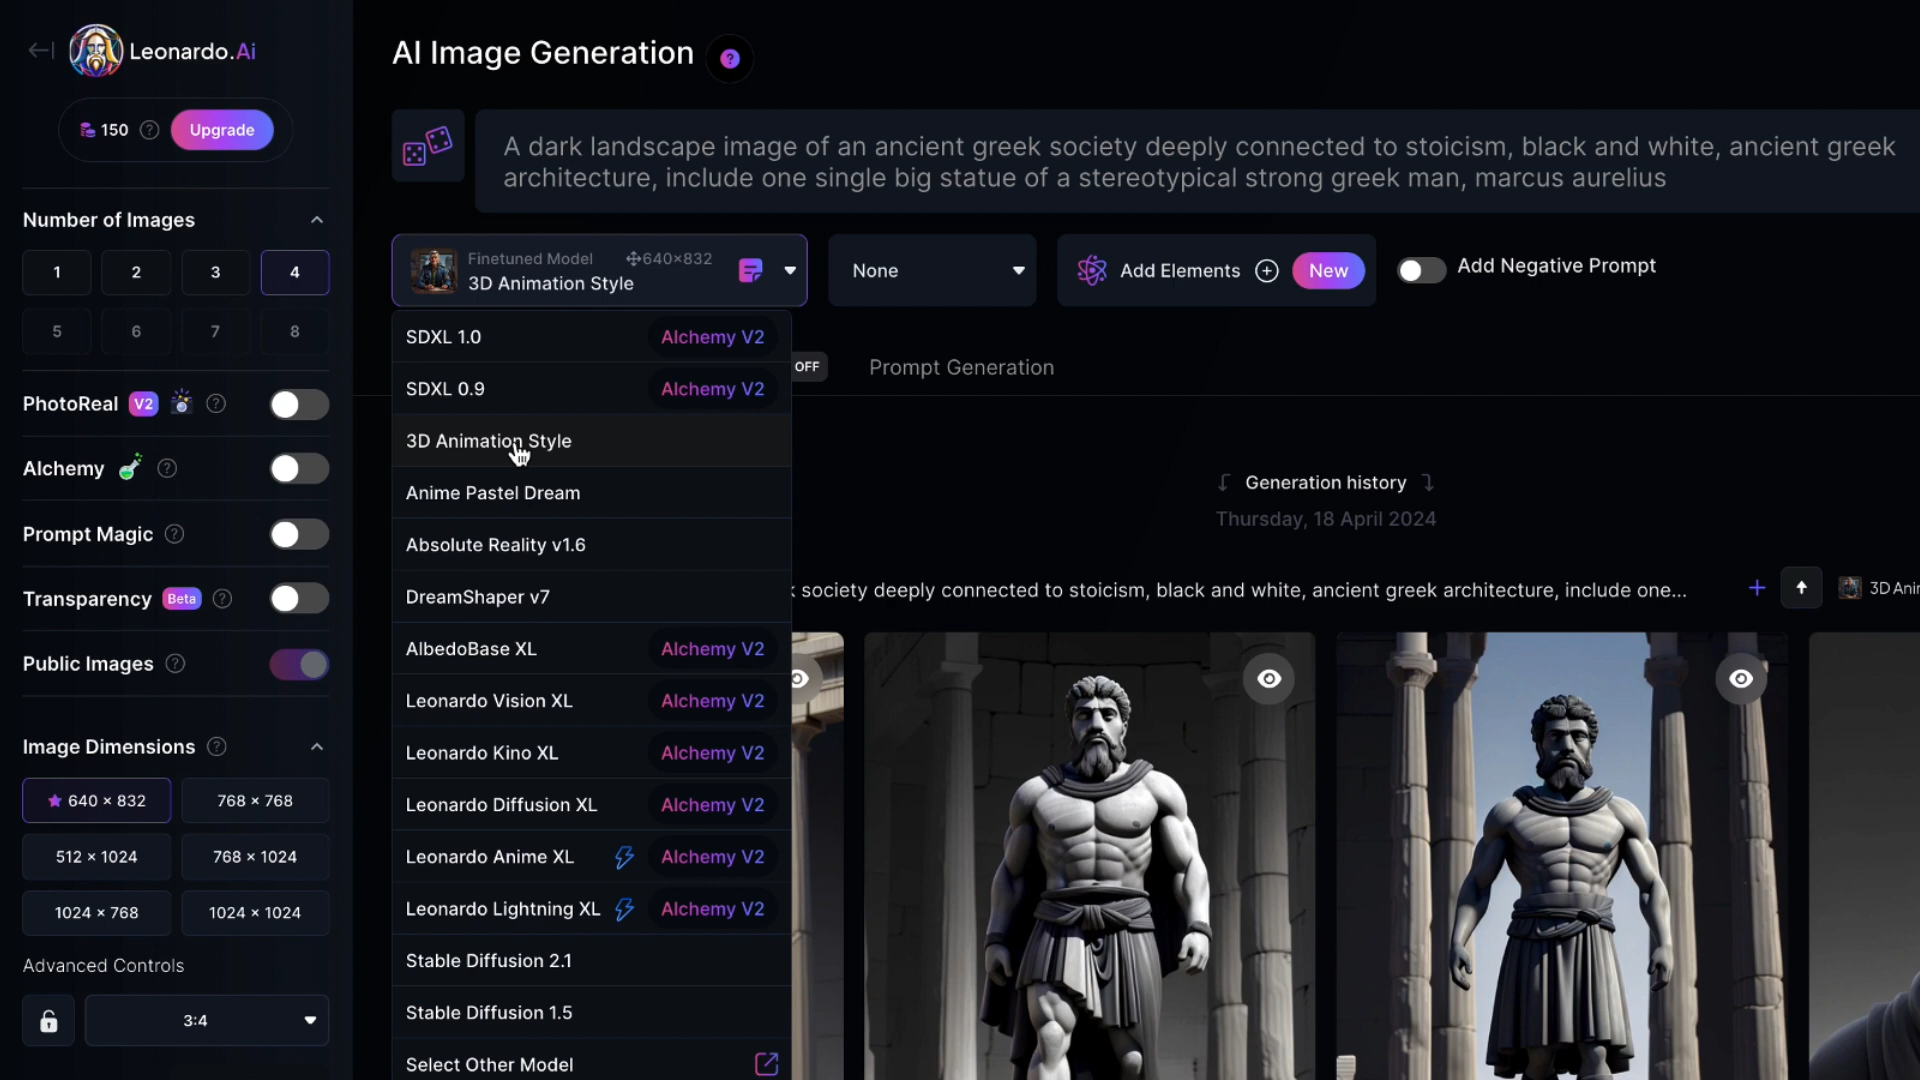 Leonardo.Ai
150
Upgrade
Number of Images
1 2 3 4
5 6 7 8
PhotoReal V2
Alchemy
Prompt Magic
Transparency Beta
Public Images
Image Dimensions
640 × 832 768 × 768
512 × 1024 768 × 1024
1024 × 768 1024 × 1024
Advanced Controls
3:4
AI Image Generation ?
A dark landscape image of an ancient greek society deeply connected to stoicism, black and white, ancient greek
architecture, include one single big statue of a stereotypical strong greek man, marcus aurelius
Finetuned Model 640×832
3D Animation Style
None
Add Elements New
Add Negative Prompt
SDXL 1.0 Alchemy V2
SDXL 0.9 Alchemy V2
3D Animation Style
Anime Pastel Dream
Absolute Reality v1.6
DreamShaper v7
AlbedoBase XL Alchemy V2
Leonardo Vision XL Alchemy V2
Leonardo Kino XL Alchemy V2
Leonardo Diffusion XL Alchemy V2
Leonardo Anime XL Alchemy V2
Leonardo Lightning XL Alchemy V2
Stable Diffusion 2.1
Stable Diffusion 1.5
Select Other Model
OFF
Prompt Generation
Generation history
Thursday, 18 April 2024
society deeply connected to stoicism, black and white, ancient greek architecture, include one...
3D Ani